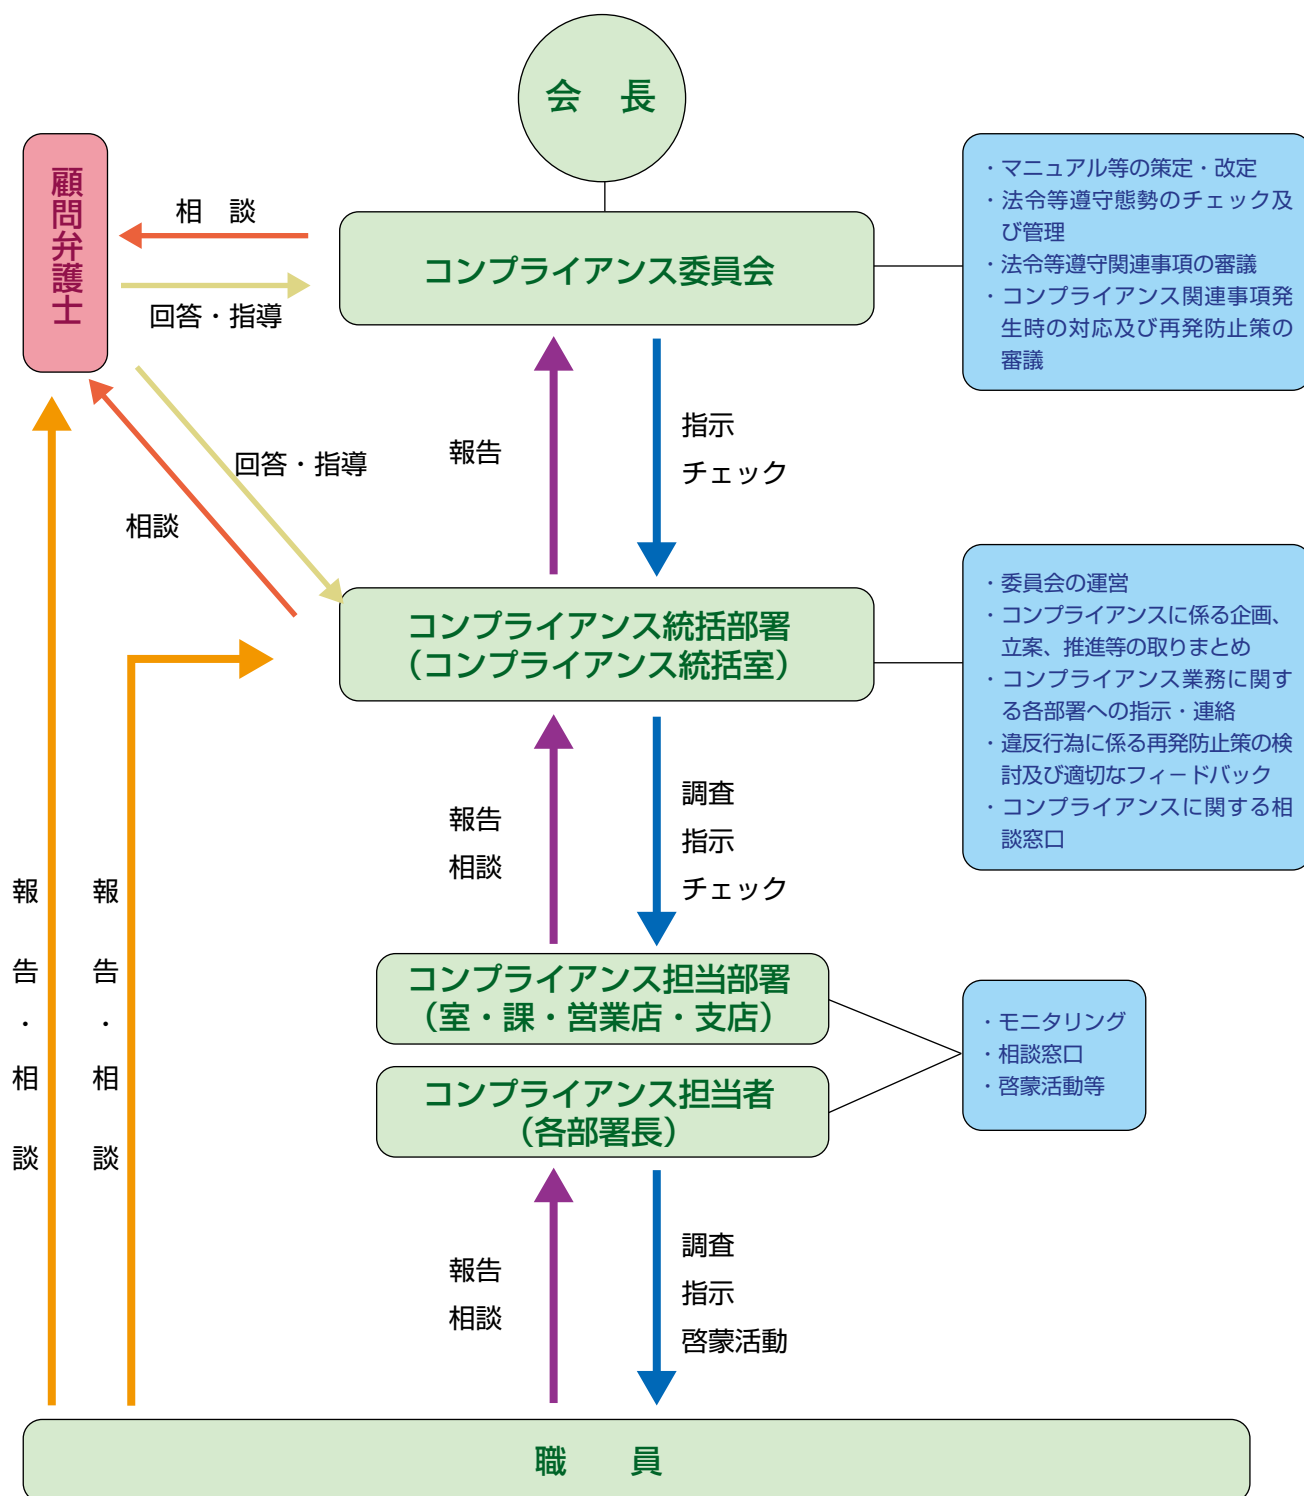 会　長
顧問弁護士
相　談
回答・指導
コンプライアンス委員会
・マニュアル等の策定・改定
・法令等遵守態勢のチェック及
び管理
・法令等遵守関連事項の審議
・コンプライアンス関連事項発
生時の対応及び再発防止策の
審議
報告
指示
チェック
回答・指導
相談
コンプライアンス統括部署
（コンプライアンス統括室）
・委員会の運営
・コンプライアンスに係る企画、
立案、推進等の取りまとめ
・コンプライアンス業務に関す
る各部署への指示・連絡
・違反行為に係る再発防止策の検
討及び適切なフィードバック
・コンプライアンスに関する相
談窓口
報告
相談
調査
指示
チェック
報告・相談
報告・相談
コンプライアンス担当部署
（室・課・営業店・支店）
コンプライアンス担当者
（各部署長）
・モニタリング
・相談窓口
・啓蒙活動等
報告
相談
調査
指示
啓蒙活動
職　員